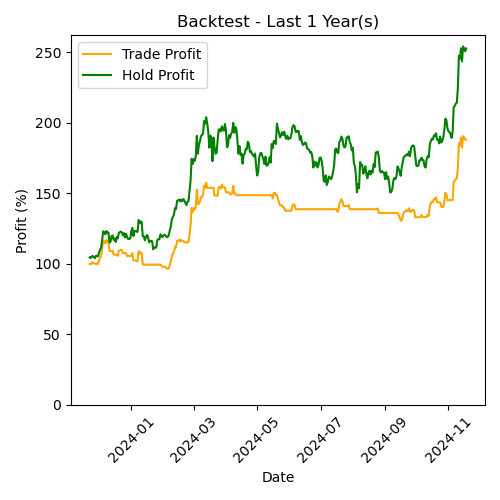 Backtest - Last 1 Year(s)
Trade Profit
Hold Profit
Profit (%)
250
200
150
100
50
0
2024-01
2024-03
2024-05
2024-07
2024-09
2024-11
Date